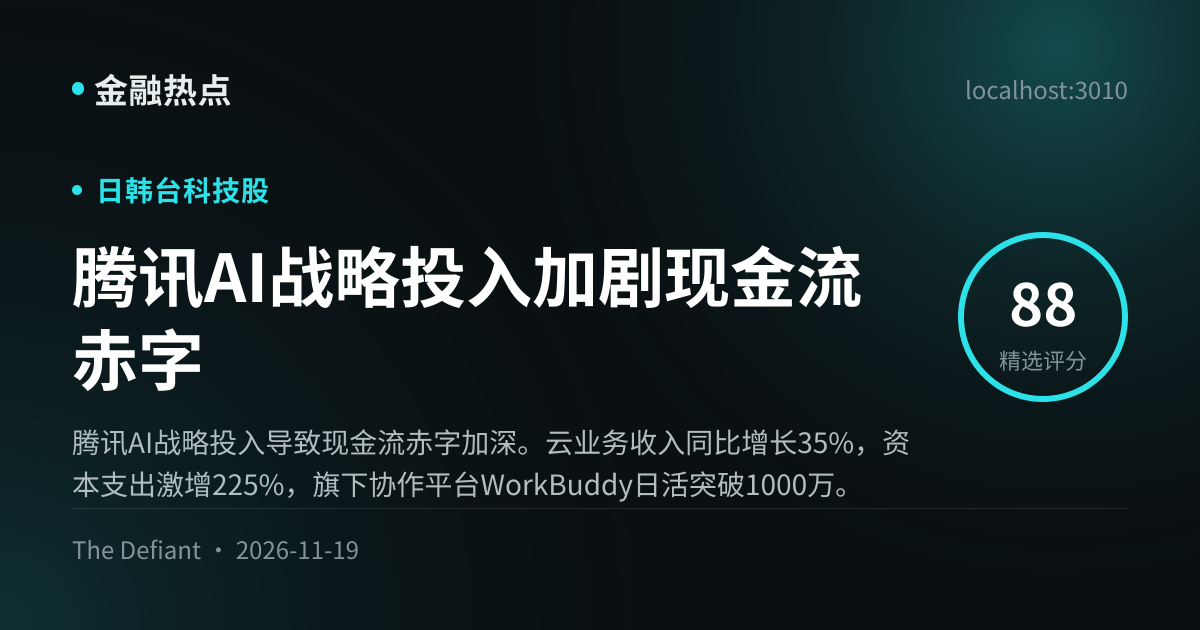 金融热点
localhost:3010
日韩台科技股
腾讯AI战略投入加剧现金流
赤字
88
精选评分
腾讯AI战略投入导致现金流赤字加深。云业务收入同比增长35%，资
本支出激增225%，旗下协作平台WorkBuddy日活突破1000万。
The Defiant · 2026-11-19